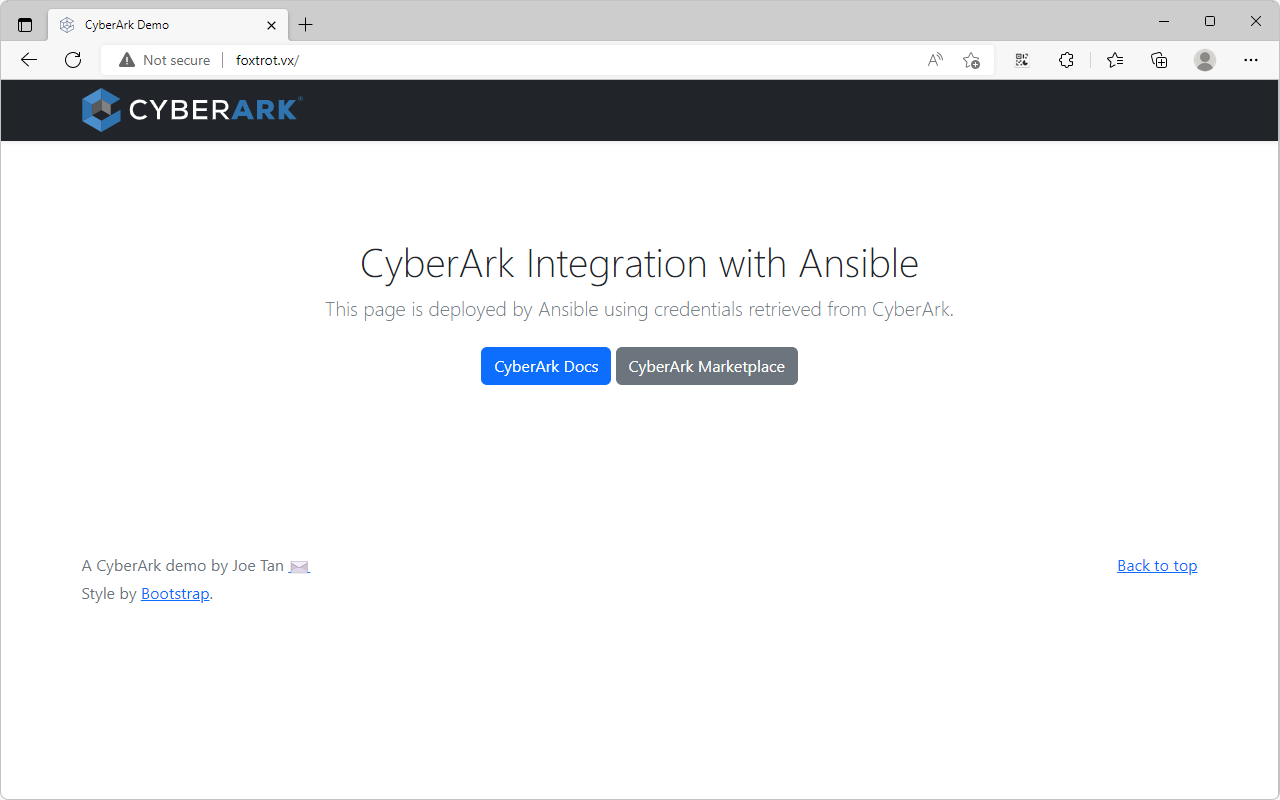 CyberArk Demo
Not secure foxtrot.vx/
CYBERARK®
CyberArk Integration with Ansible
This page is deployed by Ansible using credentials retrieved from CyberArk.
CyberArk Docs CyberArk Marketplace
A CyberArk demo by Joe Tan
Back to top
Style by Bootstrap.